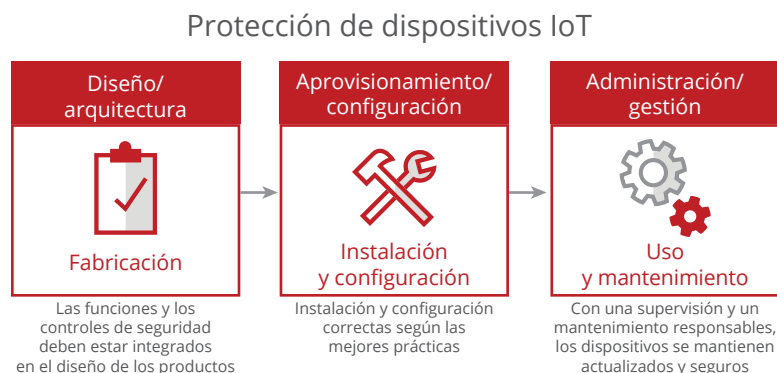 Protección de dispositivos IoT
Diseño/
arquitectura
Fabricación
Las funciones y los
controles de seguridad
deben estar integrados
en el diseño de los productos
Aprovisionamiento/
configuración
Instalación
y configuración
Instalación y configuración
correctas según las
mejores prácticas
Administración/
gestión
Uso
y mantenimiento
Con una supervisión y un
mantenimiento responsables,
los dispositivos se mantienen
actualizados y seguros